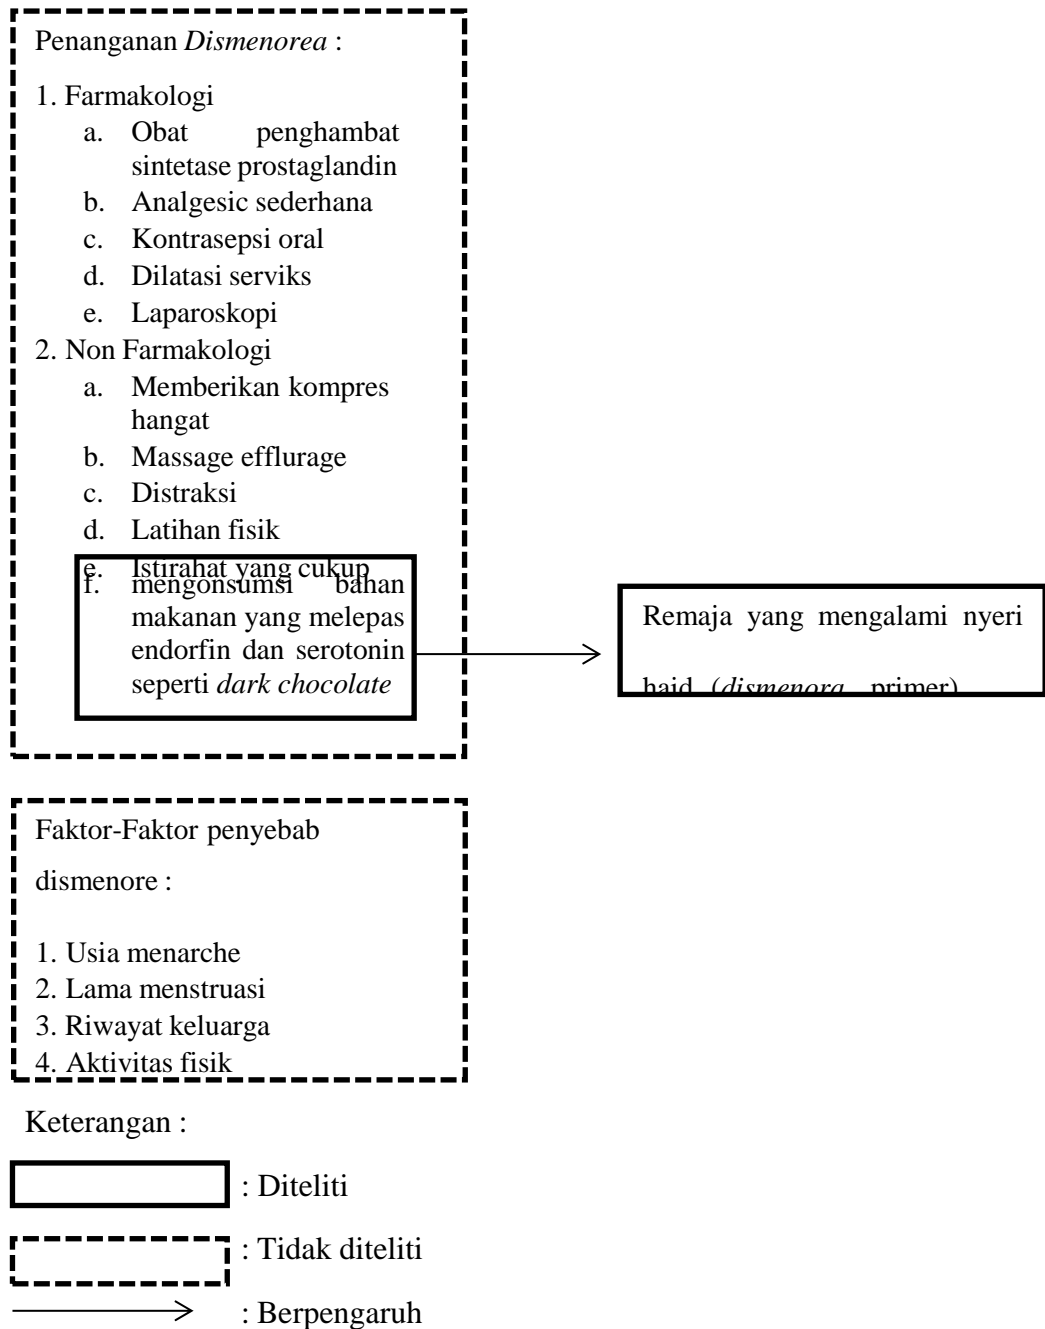 Penanganan Dismenorea :
1. Farmakologi
a. Obat penghambat
sintetase prostaglandin
b. Analgesic sederhana
c. Kontrasepsi oral
d. Dilatasi serviks
e. Laparoskopi
2. Non Farmakologi
a. Memberikan kompres
hangat
b. Massage efflurage
c. Distraksi
d. Latihan fisik
e. Istirahat yang cukup
f. mengonsumsi bahan
makanan yang melepas
endorfin dan serotonin
seperti dark chocolate
Remaja yang mengalami nyeri
haid (dismenora primer)
Faktor-Faktor penyebab
dismenore :
1. Usia menarche
2. Lama menstruasi
3. Riwayat keluarga
4. Aktivitas fisik
Keterangan :
: Diteliti
: Tidak diteliti
: Berpengaruh